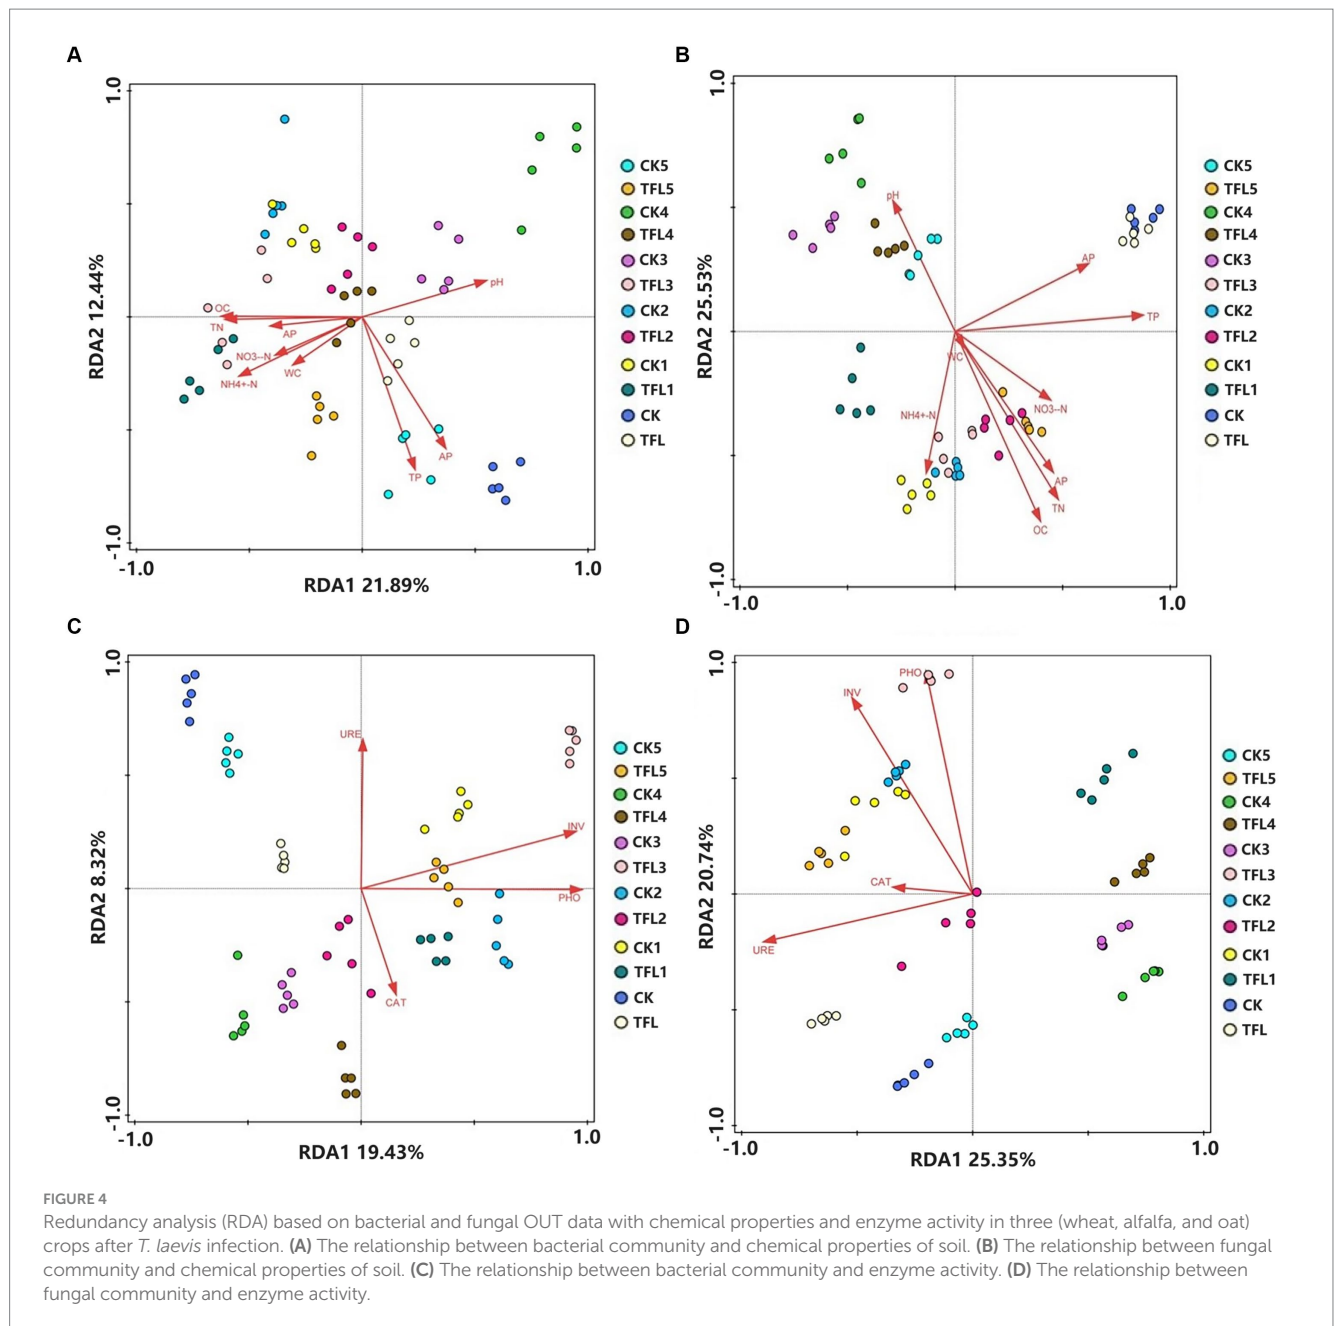 A
1.0
RDA2 12.44%
-1.0
-1.0
1.0
RDA1 21.89%
pH
OC
TN
AP
NO3--N
NH4+-N
WC
AP
TP
CK5
TFL5
CK4
TFL4
CK3
TFL3
CK2
TFL2
CK1
TFL1
CK
TFL
B
1.0
RDA2 25.53%
-1.0
-1.0
1.0
RDA1
pH
AP
TP
WC
NO3--N
NH4+-N
AP
TN
OC
CK5
TFL5
CK4
TFL4
CK3
TFL3
CK2
TFL2
CK1
TFL1
CK
TFL
C
1.0
RDA2 8.32%
-1.0
-1.0
1.0
RDA1 19.43%
URE
INV
PHO
CAT
CK5
TFL5
CK4
TFL4
CK3
TFL3
CK2
TFL2
CK1
TFL1
CK
TFL
D
1.0
RDA2 20.74%
-1.0
-1.0
1.0
RDA1 25.35%
PHO
INV
CAT
URE
CK5
TFL5
CK4
TFL4
CK3
TFL3
CK2
TFL2
CK1
TFL1
CK
TFL
FIGURE 4
Redundancy analysis (RDA) based on bacterial and fungal OUT data with chemical properties and enzyme activity in three (wheat, alfalfa, and oat)
crops after T. laevis infection. (A) The relationship between bacterial community and chemical properties of soil. (B) The relationship between fungal
community and chemical properties of soil. (C) The relationship between bacterial community and enzyme activity. (D) The relationship between
fungal community and enzyme activity.